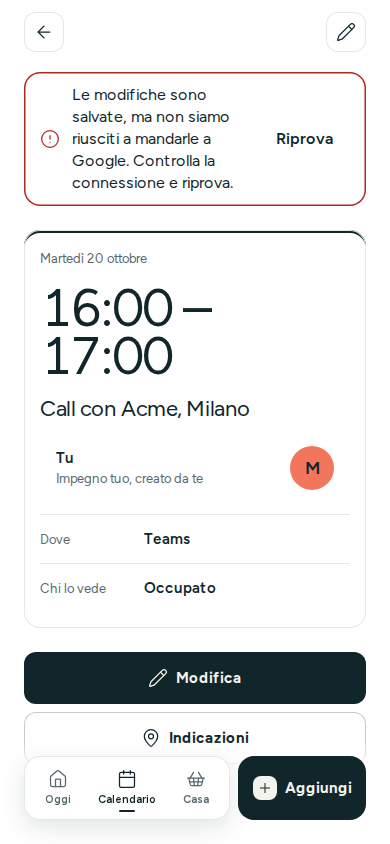 Le modifiche sono
salvate, ma non siamo
riusciti a mandarle a
Google. Controlla la
connessione e riprova.
Riprova
Martedì 20 ottobre
16:00 –
17:00
Call con Acme, Milano
Tu
Impegno tuo, creato da te
M
Dove Teams
Chi lo vede Occupato
Modifica
Indicazioni
Oggi Calendario Casa Aggiungi